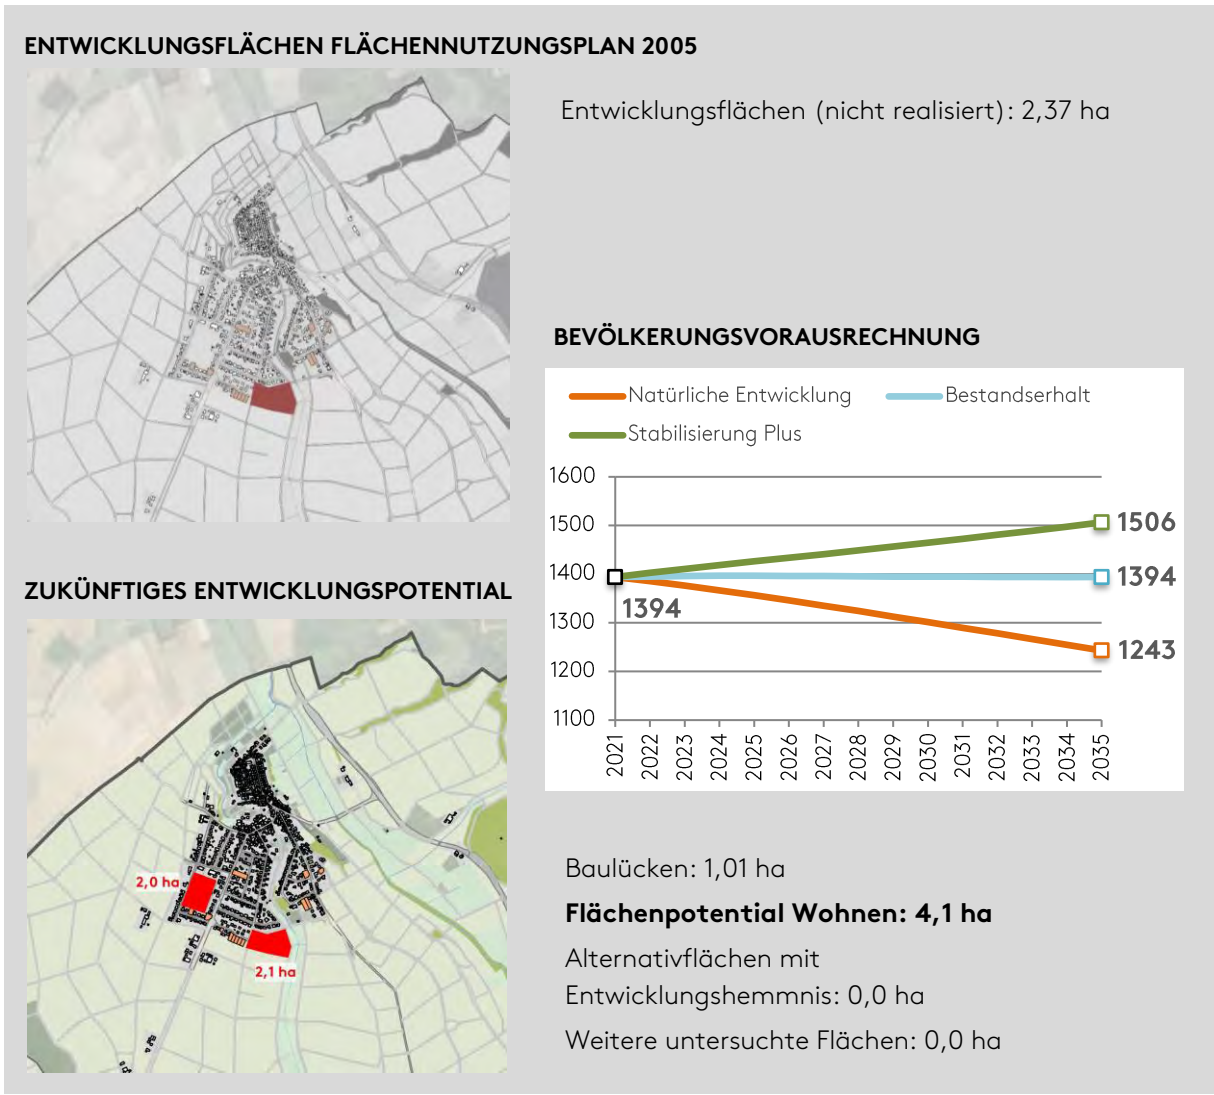 ENTWICKLUNGSFLÄCHEN FLÄCHENNUTZUNGSPLAN 2005
Entwicklungsflächen (nicht realisiert): 2,37 ha
BEVÖLKERUNGSVORAUSRECHNUNG
Natürliche Entwicklung
Bestandserhalt
Stabilisierung Plus
1600
1500
1400
1300
1200
1100
1506
1394
1394
1243
2021
2022
2023
2024
2025
2026
2027
2028
2029
2030
2031
2032
2033
2034
2035
ZUKÜNFTIGES ENTWICKLUNGSPOTENTIAL
2,0 ha
2,1 ha
Baulücken: 1,01 ha
Flächenpotential Wohnen: 4,1 ha
Alternativflächen mit
Entwicklungshemmnis: 0,0 ha
Weitere untersuchte Flächen: 0,0 ha